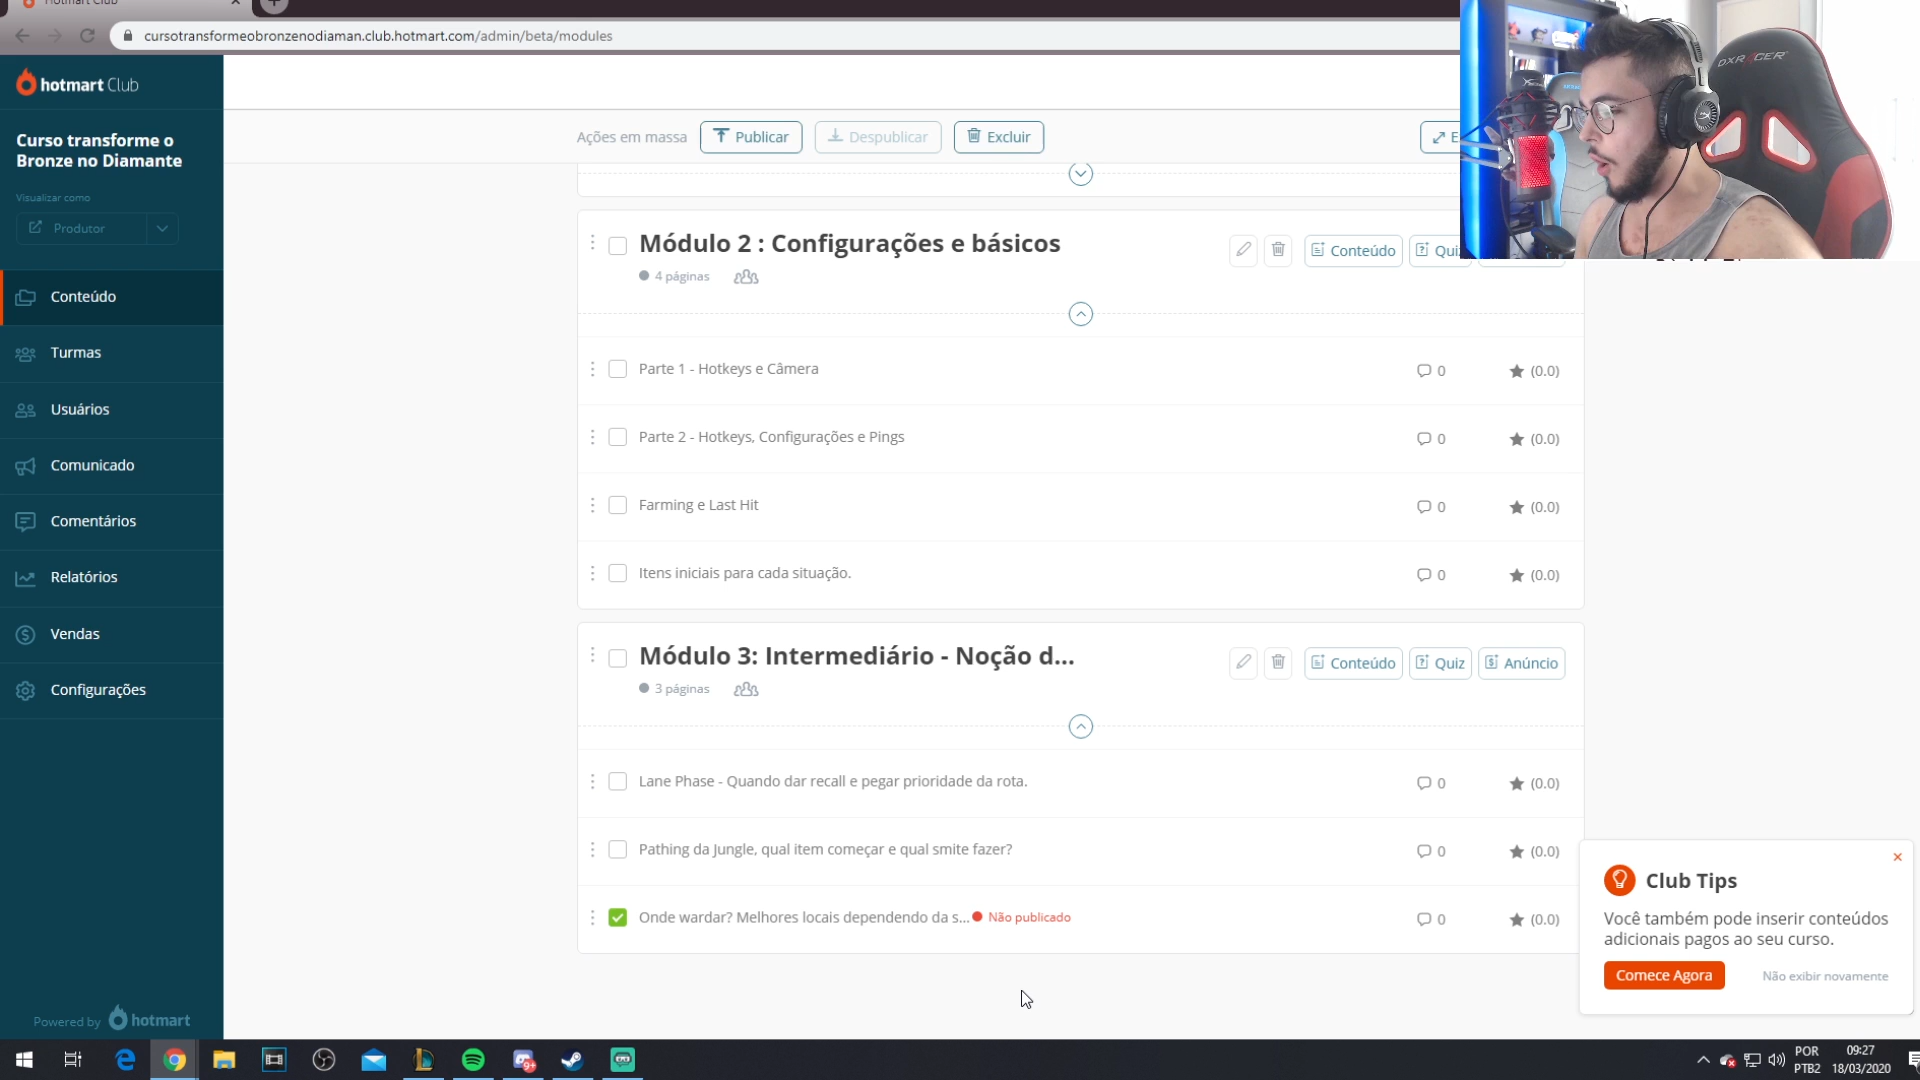 Hotmart Club
cursotransformeobronzenodiaman.club.hotmart.com/admin/beta/modules
hotmart Club
Curso transforme o
Bronze no Diamante
Visualizar como
Produtor
Conteúdo
Turmas
Usuários
Comunicado
Comentários
Relatórios
Vendas
Configurações
Powered by hotmart
Ações em massa Publicar Despublicar Excluir
Módulo 2 : Configurações e básicos
Conteúdo
4 páginas
Parte 1 - Hotkeys e Câmera 0 (0.0)
Parte 2 - Hotkeys, Configurações e Pings 0 (0.0)
Farming e Last Hit 0 (0.0)
Itens iniciais para cada situação. 0 (0.0)
Módulo 3: Intermediário - Noção d...
Conteúdo Quiz Anúncio
3 páginas
Lane Phase - Quando dar recall e pegar prioridade da rota. 0 (0.0)
Pathing da Jungle, qual item começar e qual smite fazer? 0 (0.0)
Onde wardar? Melhores locais dependendo da s... Não publicado 0 (0.0)
Club Tips
Você também pode inserir conteúdos
adicionais pagos ao seu curso.
Comece Agora Não exibir novamente
DXRACER
9+
POR
PTB2
09:27
18/03/2020